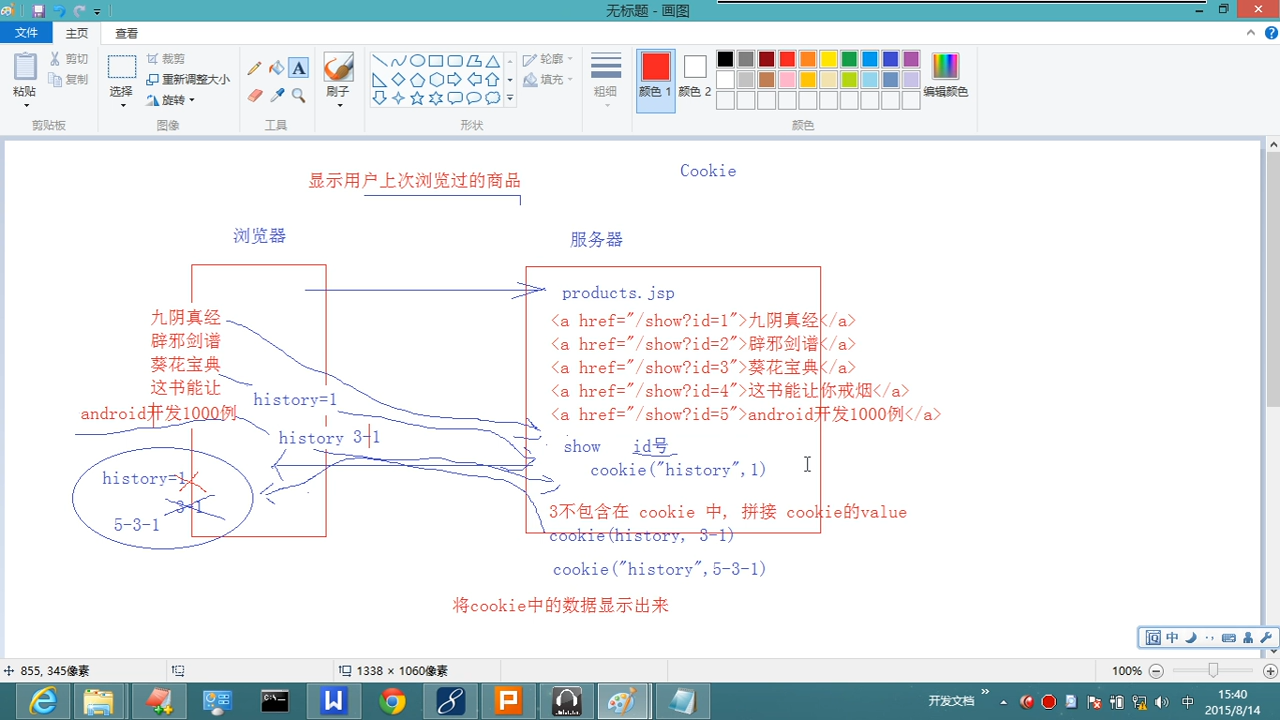 无标题 - 画图
文件 主页 查看
粘贴 剪切 复制 选择 裁剪 重新调整大小 旋转 A 刷子 轮廓 填充 粗细 颜色 1 颜色 2 编辑颜色
剪贴板 图像 工具 形状 颜色
Cookie
显示用户上次浏览过的商品
浏览器 服务器
products.jsp
九阴真经
辟邪剑谱
葵花宝典
这书能让
android开发1000例
<a href="/show?id=1">九阴真经</a>
<a href="/show?id=2">辟邪剑谱</a>
<a href="/show?id=3">葵花宝典</a>
<a href="/show?id=4">这书能让你戒烟</a>
<a href="/show?id=5">android开发1000例</a>
history=1
history 3-1
show id号
cookie("history",1)
history=1
3-1
5-3-1
3不包含在 cookie 中, 拼接 cookie的value
cookie(history, 3-1)
cookie("history",5-3-1)
将cookie中的数据显示出来
中
855, 345像素 1338 × 1060像素 100%
开发文档 » 中 15:40
2015/8/14